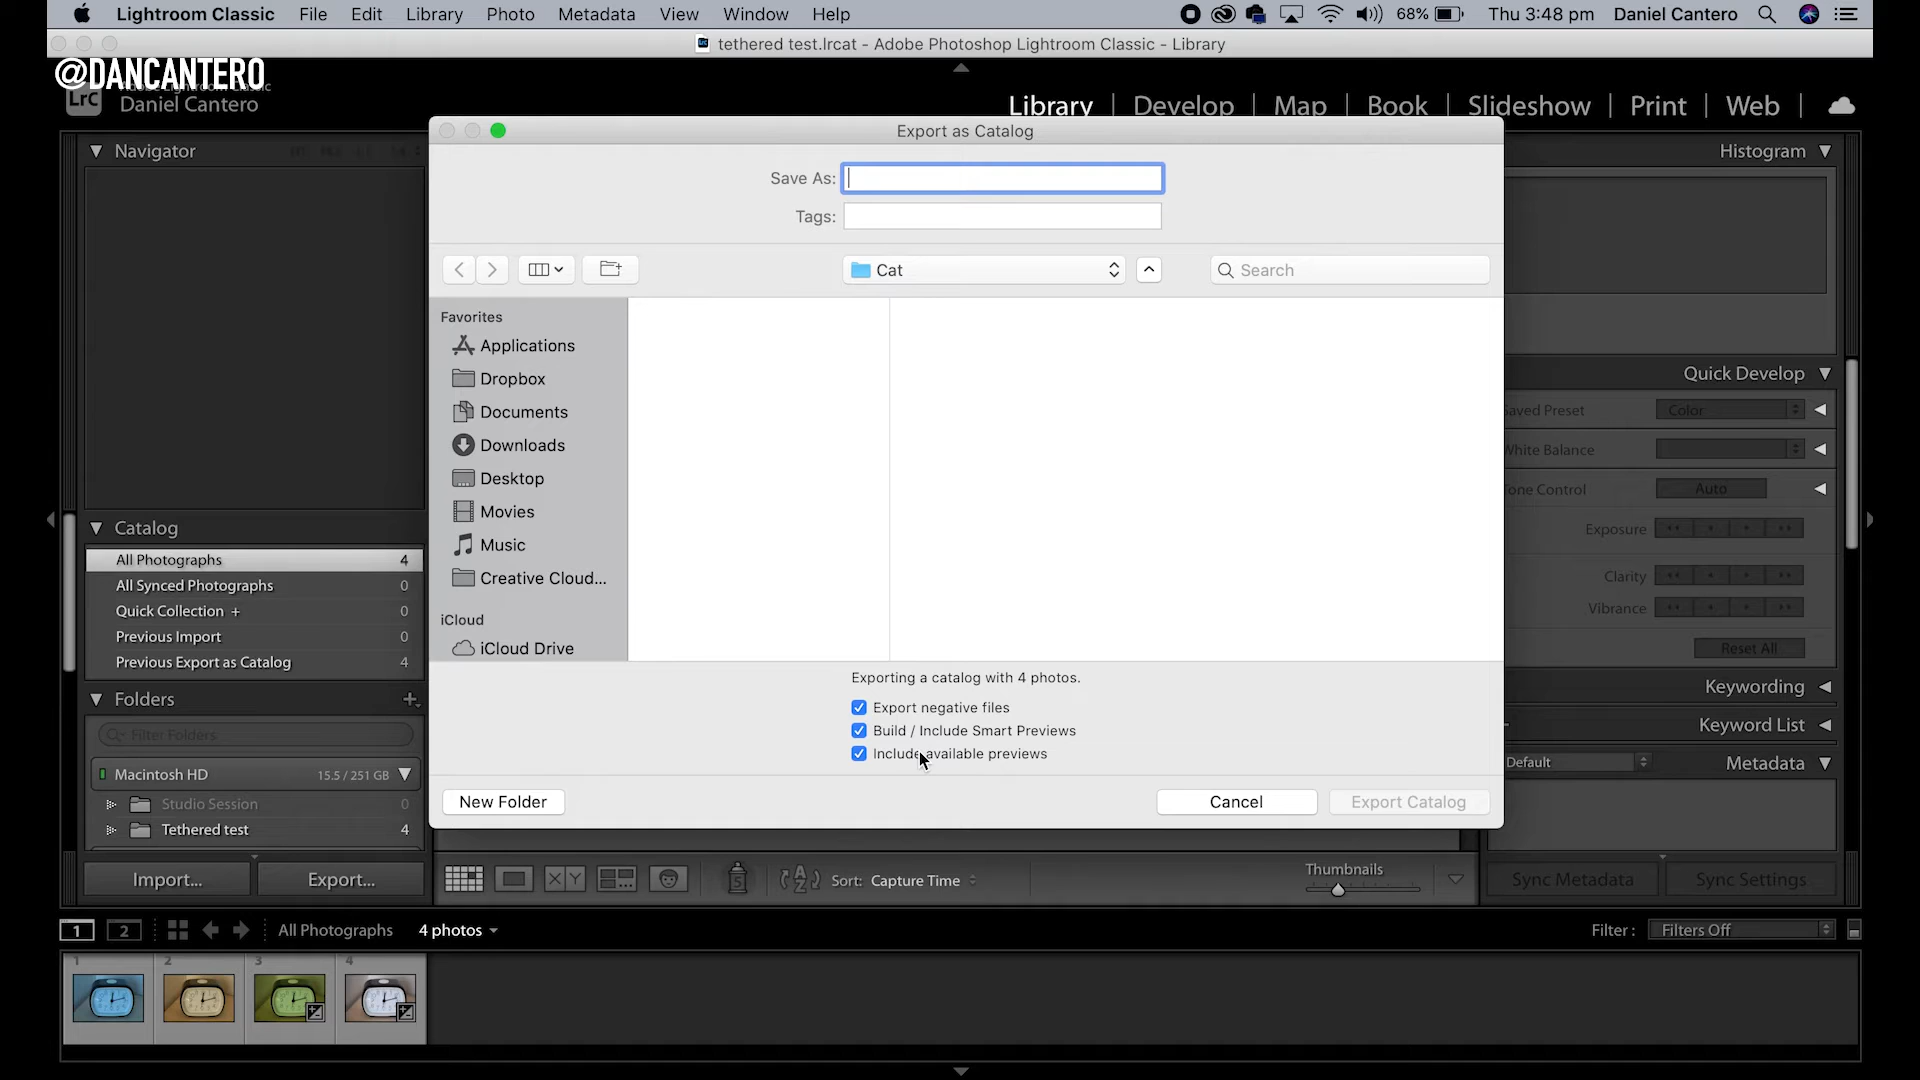 Lightroom Classic File Edit Library Photo Metadata View Window Help 68% Thu 3:48 pm Daniel Cantero
tethered test.lrcat - Adobe Photoshop Lightroom Classic - Library
@DANCANTERO
LrC Daniel Cantero
Library Develop Map Book Slideshow Print Web
Export as Catalog
Navigator
Histogram
Save As:
Tags:
Cat
Search
Favorites
Applications
Dropbox
Documents
Downloads
Desktop
Movies
Music
Creative Cloud...
iCloud
iCloud Drive
Quick Develop
Saved Preset Color
White Balance
Tone Control Auto
Exposure
Clarity
Vibrance
Reset All
Keywording
Keyword List
Default Metadata
Catalog
All Photographs 4
All Synced Photographs 0
Quick Collection + 0
Previous Import 0
Previous Export as Catalog 4
Folders
Filter Folders
Macintosh HD 15.5 / 251 GB
Studio Session 0
Tethered test 4
Exporting a catalog with 4 photos.
Export negative files
Build / Include Smart Previews
Include available previews
New Folder
Cancel
Export Catalog
Import... Export...
XY
Sort: Capture Time
Thumbnails
Sync Metadata Sync Settings
1 2 All Photographs 4 photos
Filter : Filters Off
1 2 3 4